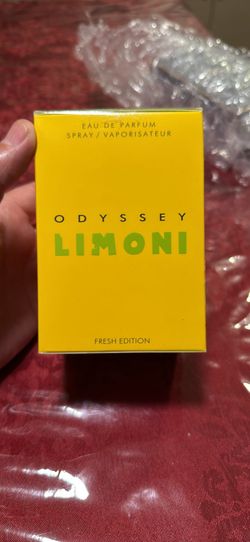 EAU DE PARFUM
SPRAY / VAPORISATEUR
ODYSSEY
LIMONI
FRESH EDITION